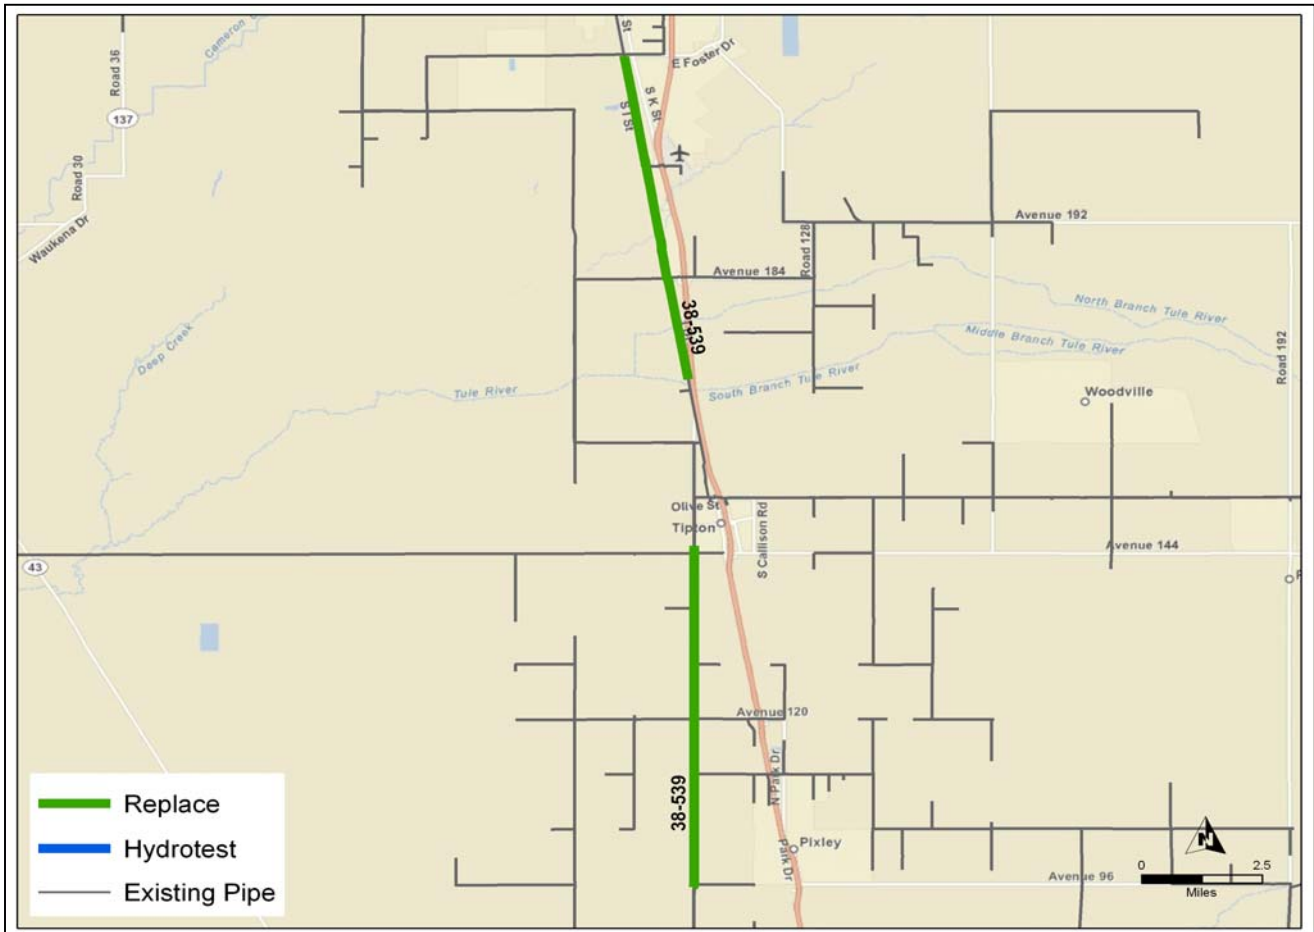 St
Cameron C
E Foster Dr
Road 36
S K St
S I St
137
Road 30
Waukena Dr
Avenue 192
Road 128
Avenue 184
North Branch Tule River
38-539
Middle Branch Tule River
Road 192
Deep Creek
Tule River
South Branch Tule River
Woodville
Olive St
Tipton
S Callison Rd
Avenue 144
43
Avenue 120
38-539
N Park Dr
Park Dr
Pixley
Avenue 96
Replace
Hydrotest
Existing Pipe
N
0 2.5
Miles